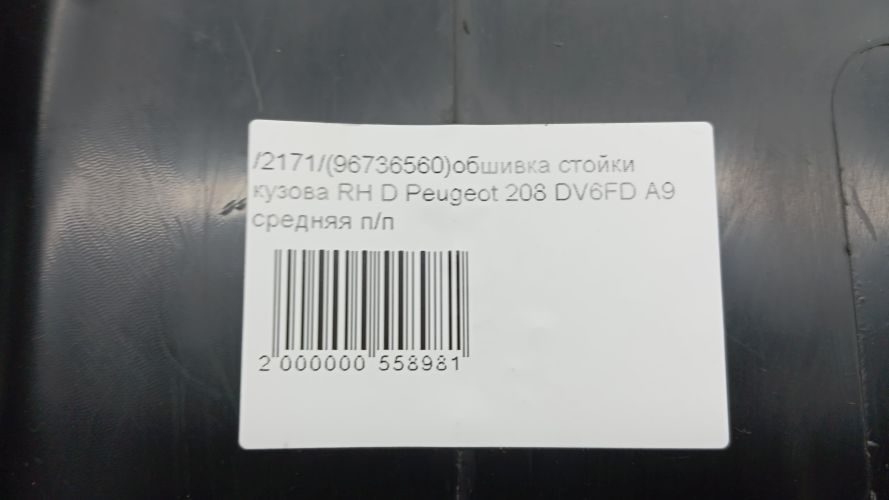 /2171/(96736560)обшивка стойки
кузова RH D Peugeot 208 DV6FD A9
средняя п/п
2 000000 558981